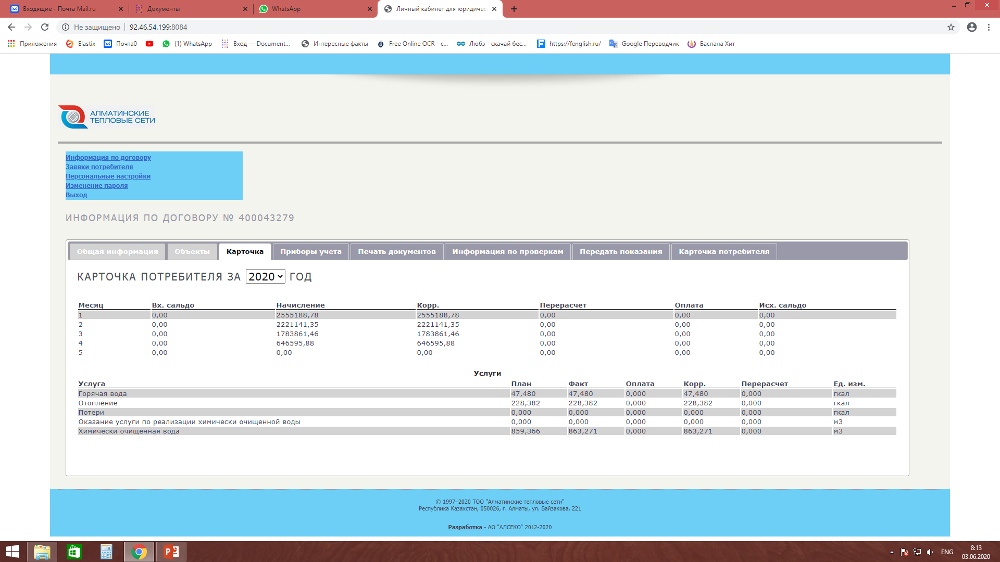 Входящие - Почта Mail.ru
Документы
WhatsApp
Личный кабинет для юридичес
Не защищено | 92.46.54.199:8084
Приложения Elastix Почта0 (1) WhatsApp Вход — Document... Интересные факты Free Online OCR - c... Любэ - скачай бес... https://fenglish.ru/ Google Переводчик Баспана Хит
АЛМАТИНСКИЕ
ТЕПЛОВЫЕ СЕТИ
Информация по договору
Заявки потребителя
Персональные настройки
Изменение пароля
Выход
ИНФОРМАЦИЯ ПО ДОГОВОРУ № 400043279
Общая информация Объекты Карточка Приборы учета Печать документов Информация по проверкам Передать показания Карточка потребителя
КАРТОЧКА ПОТРЕБИТЕЛЯ ЗА 2020 ГОД
Месяц Вх. сальдо Начисление Корр. Перерасчет Оплата Исх. сальдо
1 0,00 2555188,78 2555188,78 0,00 0,00 0,00
2 0,00 2221141,35 2221141,35 0,00 0,00 0,00
3 0,00 1783861,46 1783861,46 0,00 0,00 0,00
4 0,00 646595,88 646595,88 0,00 0,00 0,00
5 0,00 0,00 0,00 0,00 0,00 0,00
Услуги
Услуга План Факт Оплата Корр. Перерасчет Ед. изм.
Горячая вода 47,480 47,480 0,000 47,480 0,000 гкал
Отопление 228,382 228,382 0,000 228,382 0,000 гкал
Потери 0,000 0,000 0,000 0,000 0,000 гкал
Оказание услуги по реализации химически очищенной воды 0,000 0,000 0,000 0,000 0,000 м3
Химически очищенная вода 859,366 863,271 0,000 863,271 0,000 м3
© 1997–2020 ТОО "Алматинские тепловые сети"
Республика Казахстан, 050026, г. Алматы, ул. Байзакова, 221
Разработка - АО "АЛСЕКО" 2012-2020
ENG
8:13
03.06.2020